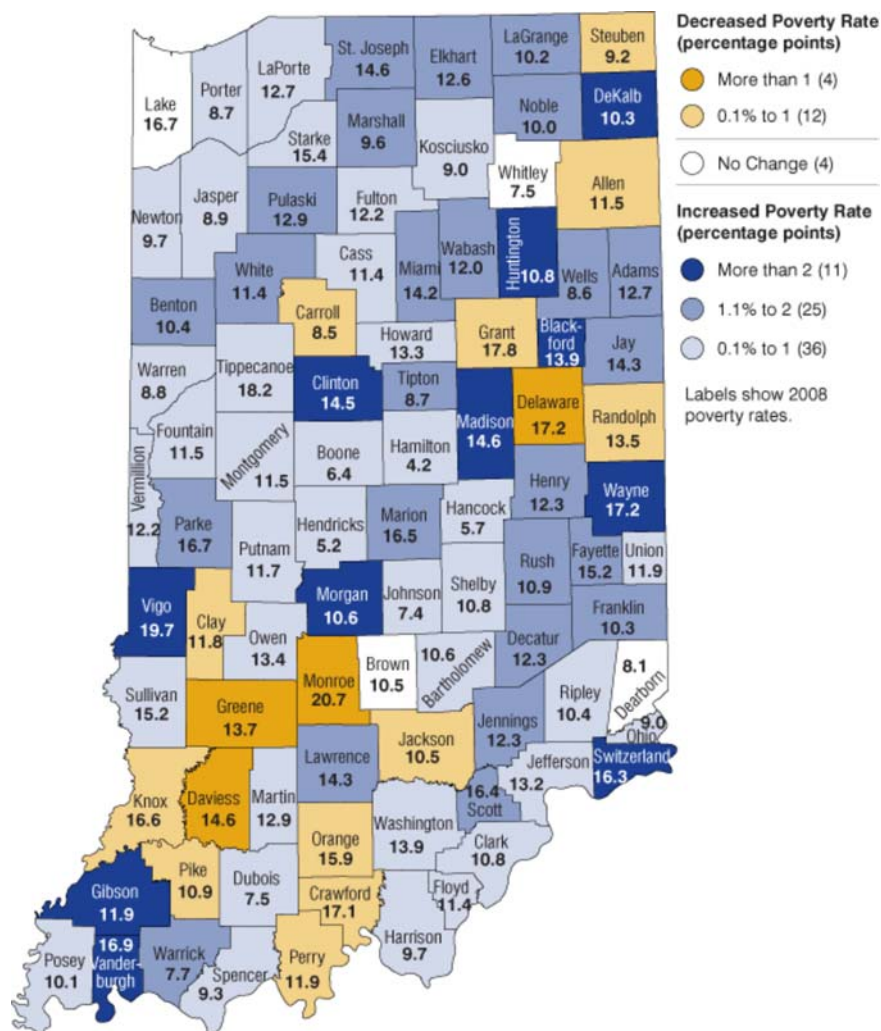 St. Joseph
14.6
Elkhart
12.6
LaGrange
10.2
Steuben
9.2
Lake
16.7
Porter
8.7
LaPorte
12.7
Noble
10.0
DeKalb
10.3
Starke
15.4
Marshall
9.6
Kosciusko
9.0
Whitley
7.5
Allen
11.5
Newton
9.7
Jasper
8.9
Pulaski
12.9
Fulton
12.2
Huntington
10.8
White
11.4
Cass
11.4
Miami
14.2
Wabash
12.0
Wells
8.6
Adams
12.7
Benton
10.4
Carroll
8.5
Howard
13.3
Grant
17.8
Black-
ford
13.9
Jay
14.3
Warren
8.8
Tippecanoe
18.2
Clinton
14.5
Tipton
8.7
Madison
14.6
Delaware
17.2
Randolph
13.5
Fountain
11.5
Montgomery
11.5
Boone
6.4
Hamilton
4.2
Henry
12.3
Wayne
17.2
Vermillion
12.2
Parke
16.7
Putnam
11.7
Hendricks
5.2
Marion
16.5
Hancock
5.7
Rush
10.9
Fayette
15.2
Union
11.9
Vigo
19.7
Clay
11.8
Owen
13.4
Morgan
10.6
Johnson
7.4
Shelby
10.8
Decatur
12.3
Franklin
10.3
Sullivan
15.2
Greene
13.7
Monroe
20.7
Brown
10.5
10.6
Bartholomew
Jennings
12.3
Ripley
10.4
8.1
Dearborn
9.0
Ohio
Switzerland
16.3
Knox
16.6
Daviess
14.6
Martin
12.9
Lawrence
14.3
Jackson
10.5
16.4
Scott
Jefferson
13.2
Orange
15.9
Washington
13.9
Clark
10.8
Gibson
11.9
Pike
10.9
Dubois
7.5
Crawford
17.1
Floyd
11.4
Harrison
9.7
Posey
10.1
16.9
Vander-
burgh
Warrick
7.7
Spencer
9.3
Perry
11.9
Decreased Poverty Rate
(percentage points)
More than 1 (4)
0.1% to 1 (12)
No Change (4)
Increased Poverty Rate
(percentage points)
More than 2 (11)
1.1% to 2 (25)
0.1% to 1 (36)
Labels show 2008
poverty rates.